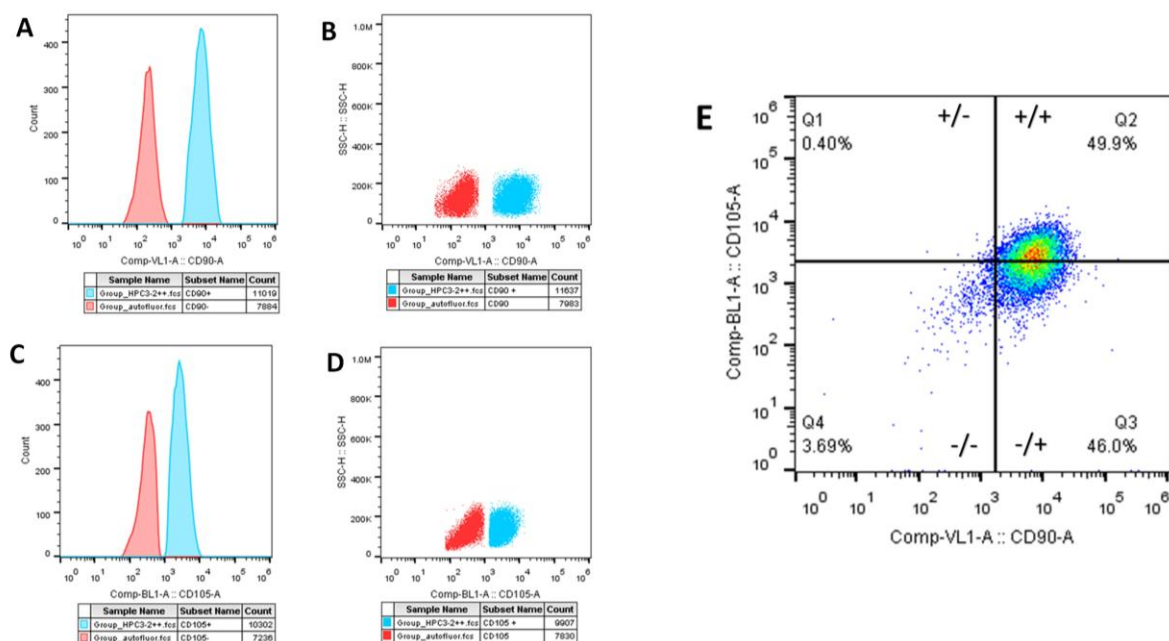 A
400
300
200
100
0
Count
10^0 10^1 10^2 10^3 10^4 10^5 10^6
Comp-VL1-A :: CD90-A
Sample Name Subset Name Count
Group_HPC3-2++.fcs CD90+ 11019
Group_autofluor.fcs CD90- 7884
B
1.0M
800K
600K
400K
200K
0
SSC-H :: SSC-H
10^0 10^1 10^2 10^3 10^4 10^5 10^6
Comp-VL1-A :: CD90-A
Sample Name Subset Name Count
Group_HPC3-2++.fcs CD90 + 11637
Group_autofluor.fcs CD90 7983
C
400
300
200
100
0
Count
10^0 10^1 10^2 10^3 10^4 10^5 10^6
Comp-BL1-A :: CD105-A
Sample Name Subset Name Count
Group_HPC3-2++.fcs CD105+ 10302
Group_autofluor.fcs CD105- 7236
D
1.0M
800K
600K
400K
200K
0
SSC-H :: SSC-H
10^0 10^1 10^2 10^3 10^4 10^5 10^6
Comp-BL1-A :: CD105-A
Sample Name Subset Name Count
Group_HPC3-2++.fcs CD105 + 9907
Group_autofluor.fcs CD105 7830
E
10^6
10^5
10^4
10^3
10^2
10^1
10^0
Comp-BL1-A :: CD105-A
Q1 +/- +/+ Q2
0.40% 49.9%
Q4 -/- -/+ Q3
3.69% 46.0%
10^0 10^1 10^2 10^3 10^4 10^5 10^6
Comp-VL1-A :: CD90-A